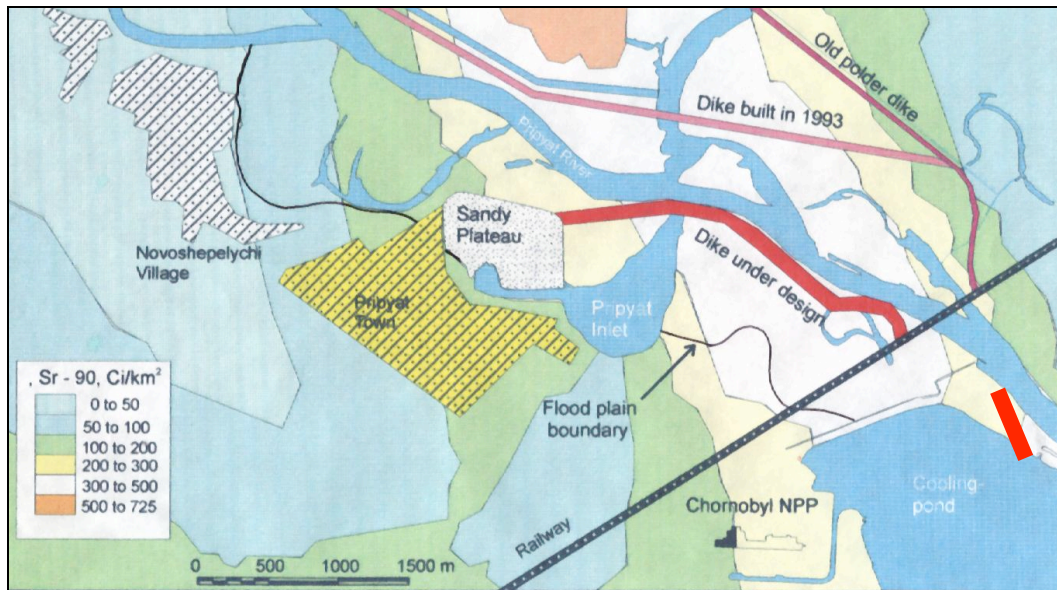 Old polder dike
Dike built in 1993
Pripyat
River
Sandy
Plateau
Novoshepelychii
Village
Pripyat
Town
Pripyat
Inlet
Dike under design
Flood plain
boundary
, Sr - 90, Ci/km²
0 to 50
50 to 100
100 to 200
200 to 300
300 to 500
500 to 725
Cooling-
pond
Chornobyl NPP
Railway
0 500 1000 1500 m